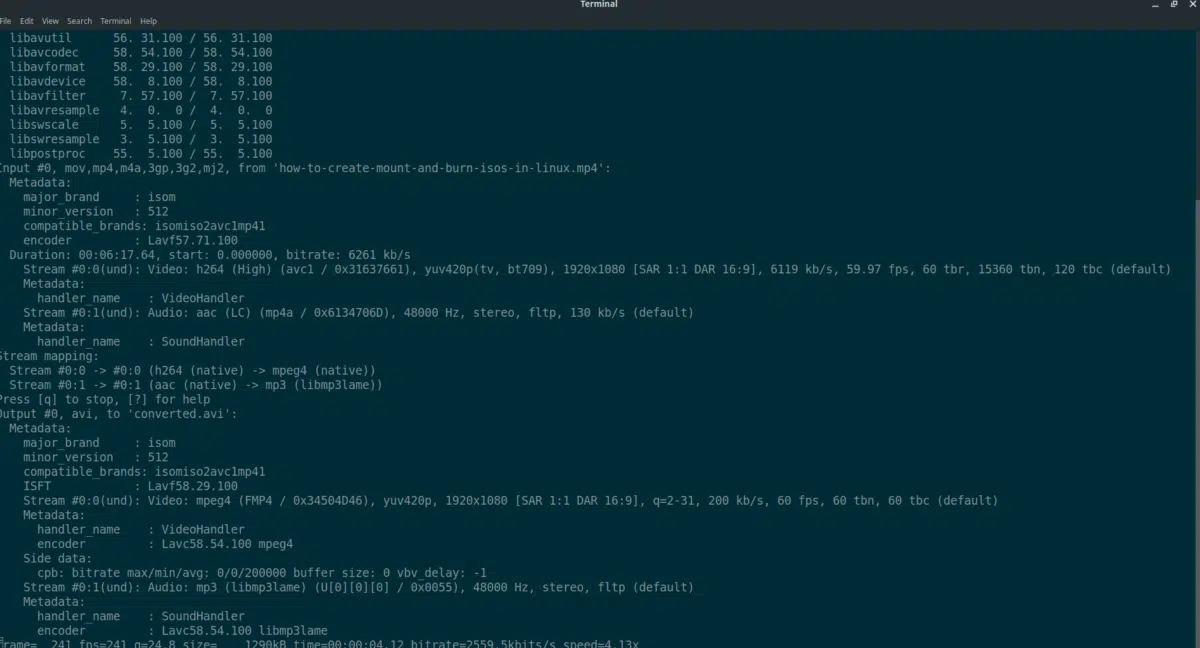 Terminal
File Edit View Search Terminal Help
libavutil      56. 31.100 / 56. 31.100
libavcodec     58. 54.100 / 58. 54.100
libavformat    58. 29.100 / 58. 29.100
libavdevice    58.  8.100 / 58.  8.100
libavfilter     7. 57.100 /  7. 57.100
libavresample   4.  0.  0 /  4.  0.  0
libswscale      5.  5.100 /  5.  5.100
libswresample   3.  5.100 /  3.  5.100
libpostproc    55.  5.100 / 55.  5.100
Input #0, mov,mp4,m4a,3gp,3g2,mj2, from 'how-to-create-mount-and-burn-isos-in-linux.mp4':
Metadata:
major_brand     : isom
minor_version   : 512
compatible_brands: isomiso2avc1mp41
encoder         : Lavf57.71.100
Duration: 00:06:17.64, start: 0.000000, bitrate: 6261 kb/s
Stream #0:0(und): Video: h264 (High) (avc1 / 0x31637661), yuv420p(tv, bt709), 1920x1080 [SAR 1:1 DAR 16:9], 6119 kb/s, 59.97 fps, 60 tbr, 15360 tbn, 120 tbc (default)
Metadata:
handler_name    : VideoHandler
Stream #0:1(und): Audio: aac (LC) (mp4a / 0x6134706D), 48000 Hz, stereo, fltp, 130 kb/s (default)
Metadata:
handler_name    : SoundHandler
Stream mapping:
Stream #0:0 -> #0:0 (h264 (native) -> mpeg4 (native))
Stream #0:1 -> #0:1 (aac (native) -> mp3 (libmp3lame))
Press [q] to stop, [?] for help
Output #0, avi, to 'converted.avi':
Metadata:
major_brand     : isom
minor_version   : 512
compatible_brands: isomiso2avc1mp41
ISFT            : Lavf58.29.100
Stream #0:0(und): Video: mpeg4 (FMP4 / 0x34504D46), yuv420p, 1920x1080 [SAR 1:1 DAR 16:9], q=2-31, 200 kb/s, 60 fps, 60 tbn, 60 tbc (default)
Metadata:
handler_name    : VideoHandler
encoder         : Lavc58.54.100 mpeg4
Side data:
cpb: bitrate max/min/avg: 0/0/200000 buffer size: 0 vbv_delay: -1
Stream #0:1(und): Audio: mp3 (libmp3lame) (U[0][0][0] / 0x0055), 48000 Hz, stereo, fltp (default)
Metadata:
handler_name    : SoundHandler
encoder         : Lavc58.54.100 libmp3lame
frame=  241 fps=241 q=24.8 size=    1290kB time=00:00:04.12 bitrate=2559.5kbits/s speed=4.13x